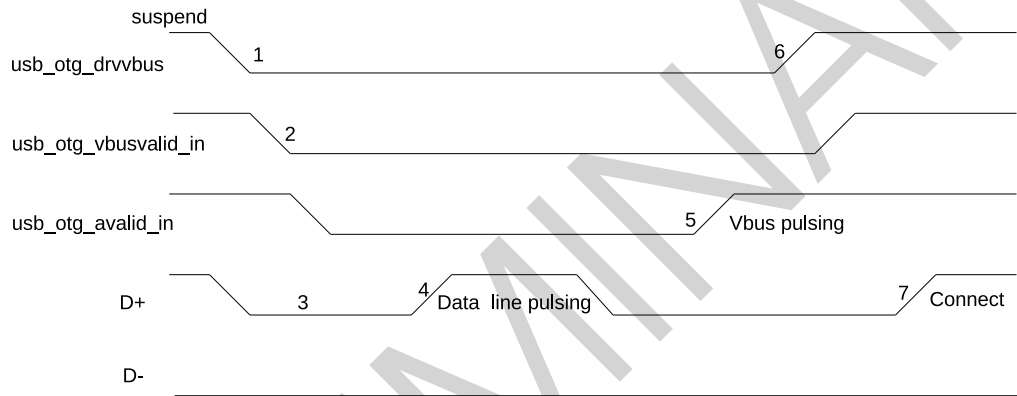 suspend
usb_otg_drvvbus
1
6
usb_otg_vbusvalid_in
2
usb_otg_avalid_in
5
Vbus pulsing
D+
3
4
Data line pulsing
7
Connect
D-